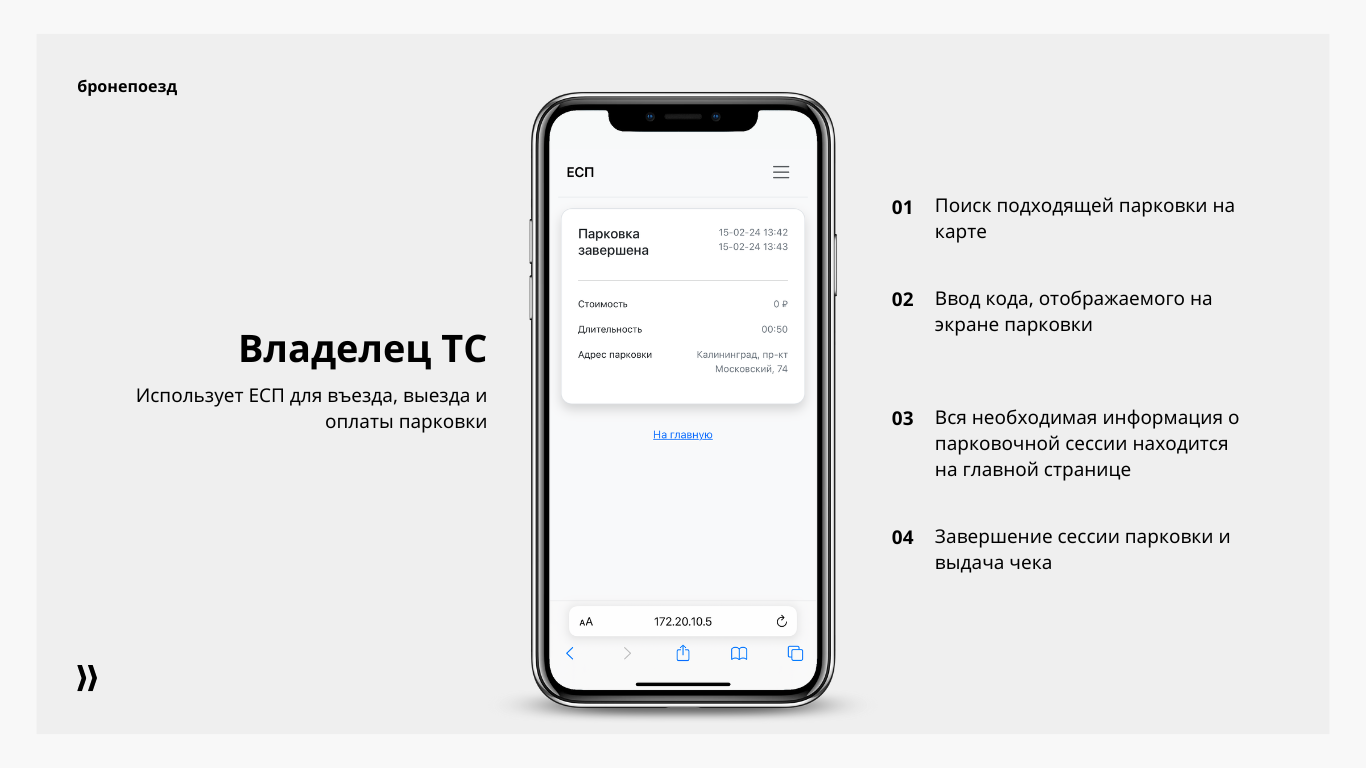 бронепоезд
Владелец ТС
Использует ЕСП для въезда, выезда и
оплаты парковки
ЕСП
Парковка
завершена
15-02-24 13:42
15-02-24 13:43
Стоимость
0 ₽
Длительность
00:50
Адрес парковки
Калининград, пр-кт
Московский, 74
На главную
AA
172.20.10.5
01
Поиск подходящей парковки на
карте
02
Ввод кода, отображаемого на
экране парковки
03
Вся необходимая информация о
парковочной сессии находится
на главной странице
04
Завершение сессии парковки и
выдача чека